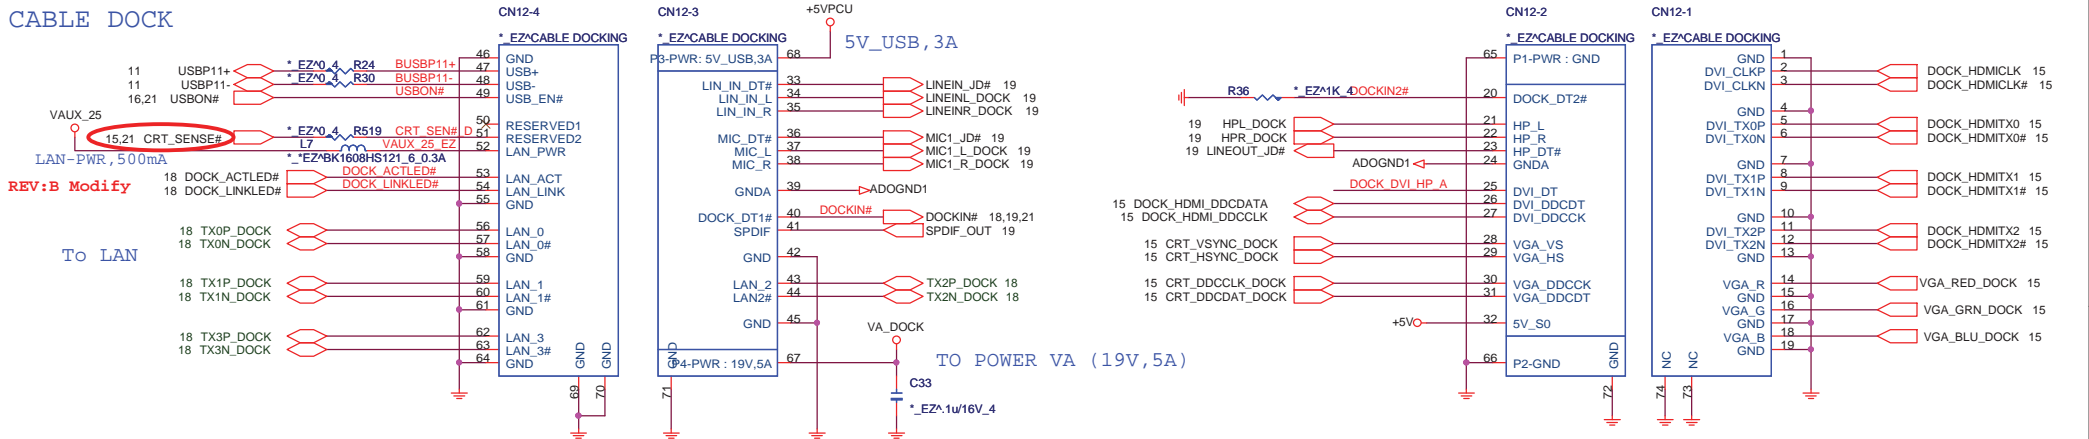 CABLE DOCK
CN12-4
*_EZ^CABLE DOCKING
11 USBP11+ *_EZ^0_4 R24 BUSBP11+ 46 GND
11 USBP11- *_EZ^0_4 R30 BUSBP11- 47 USB+
16,21 USBON# USBON# 48 USB-
49 USB_EN#
VAUX_25
50 RESERVED1
15,21 CRT_SENSE# *_EZ^0_4 R519 CRT_SEN#_D 51 RESERVED2
L7 VAUX_25_EZ 52 LAN_PWR
LAN-PWR,500mA *_*EZ^BK1608HS121_6_0.3A
REV:B Modify
18 DOCK_ACTLED# DOCK_ACTLED# 53 LAN_ACT
18 DOCK_LINKLED# DOCK_LINKLED# 54 LAN_LINK
55 GND
18 TX0P_DOCK 56 LAN_0
18 TX0N_DOCK 57 LAN_0#
To LAN 58 GND
18 TX1P_DOCK 59 LAN_1
18 TX1N_DOCK 60 LAN_1#
61 GND
18 TX3P_DOCK 62 LAN_3
18 TX3N_DOCK 63 LAN_3#
64 GND
GND GND
69 70
CN12-3
*_EZ^CABLE DOCKING
+5VPCU
5V_USB,3A
P3-PWR: 5V_USB,3A 68
LIN_IN_DT# 33 LINEIN_JD# 19
LIN_IN_L 34 LINEINL_DOCK 19
LIN_IN_R 35 LINEINR_DOCK 19
MIC_DT# 36 MIC1_JD# 19
MIC_L 37 MIC1_L_DOCK 19
MIC_R 38 MIC1_R_DOCK 19
GNDA 39 ADOGND1
DOCK_DT1# 40 DOCKIN# DOCKIN# 18,19,21
SPDIF 41 SPDIF_OUT 19
GND 42
LAN_2 43 TX2P_DOCK 18
LAN2# 44 TX2N_DOCK 18
GND 45
VA_DOCK
GND
P4-PWR : 19V,5A 67
TO POWER VA (19V,5A)
71
C33
*_EZ^.1u/16V_4
CN12-2
*_EZ^CABLE DOCKING
65 P1-PWR : GND
R36 *_EZ^1K_4 DOCKIN2# 20 DOCK_DT2#
19 HPL_DOCK 21 HP_L
19 HPR_DOCK 22 HP_R
19 LINEOUT_JD# 23 HP_DT#
ADOGND1 24 GNDA
DOCK_DVI_HP_A 25 DVI_DT
15 DOCK_HDMI_DDCDATA 26 DVI_DDCDT
15 DOCK_HDMI_DDCCLK 27 DVI_DDCCK
15 CRT_VSYNC_DOCK 28 VGA_VS
15 CRT_HSYNC_DOCK 29 VGA_HS
15 CRT_DDCCLK_DOCK 30 VGA_DDCCK
15 CRT_DDCDAT_DOCK 31 VGA_DDCDT
+5V 32 5V_S0
66 P2-GND
GND
72
CN12-1
*_EZ^CABLE DOCKING
GND 1
DVI_CLKP 2 DOCK_HDMICLK 15
DVI_CLKN 3 DOCK_HDMICLK# 15
GND 4
DVI_TX0P 5 DOCK_HDMITX0 15
DVI_TX0N 6 DOCK_HDMITX0# 15
GND 7
DVI_TX1P 8 DOCK_HDMITX1 15
DVI_TX1N 9 DOCK_HDMITX1# 15
GND 10
DVI_TX2P 11 DOCK_HDMITX2 15
DVI_TX2N 12 DOCK_HDMITX2# 15
GND 13
VGA_R 14 VGA_RED_DOCK 15
GND 15
VGA_G 16 VGA_GRN_DOCK 15
GND 17
VGA_B 18 VGA_BLU_DOCK 15
GND 19
NC NC
74 73